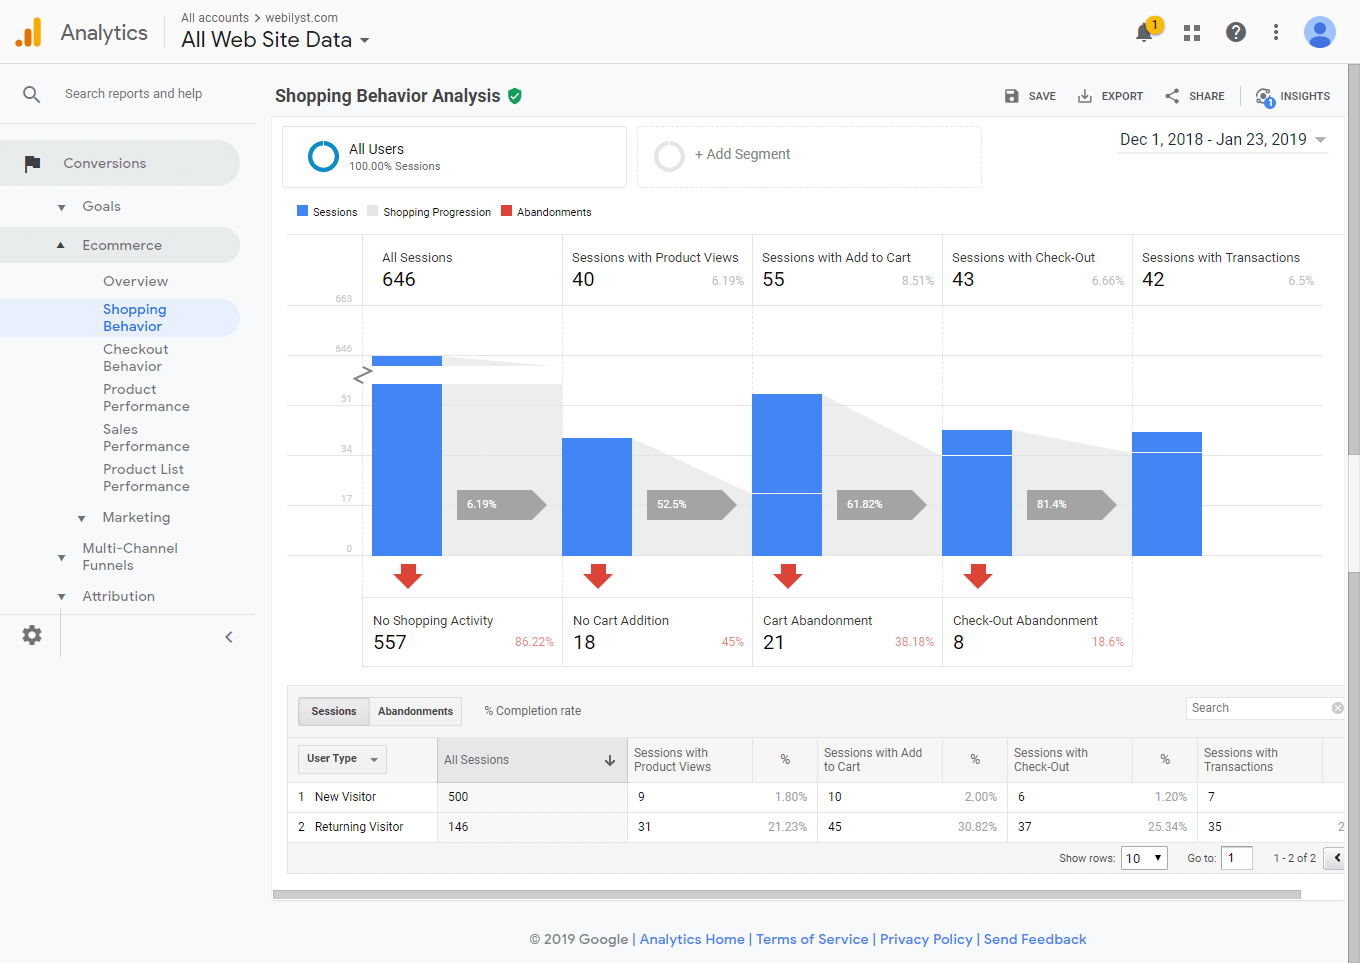 Analytics
All accounts > webilyst.com
All Web Site Data
1
Search reports and help
Conversions
Goals
Ecommerce
Overview
Shopping
Behavior
Checkout
Behavior
Product
Performance
Sales
Performance
Product List
Performance
Marketing
Multi-Channel
Funnels
Attribution
Shopping Behavior Analysis
SAVE EXPORT SHARE 1 INSIGHTS
All Users
100.00% Sessions
+ Add Segment
Dec 1, 2018 - Jan 23, 2019
Sessions Shopping Progression Abandonments
All Sessions Sessions with Product Views Sessions with Add to Cart Sessions with Check-Out Sessions with Transactions
646 40 6.19% 55 8.51% 43 6.66% 42 6.5%
663
646
51
34
17
0
6.19% 52.5% 61.82% 81.4%
No Shopping Activity No Cart Addition Cart Abandonment Check-Out Abandonment
557 86.22% 18 45% 21 38.18% 8 18.6%
Sessions Abandonments % Completion rate Search
User Type All Sessions Sessions with Product Views % Sessions with Add to Cart % Sessions with Check-Out % Sessions with Transactions
1 New Visitor 500 9 1.80% 10 2.00% 6 1.20% 7
2 Returning Visitor 146 31 21.23% 45 30.82% 37 25.34% 35 2
Show rows: 10 Go to: 1 1 - 2 of 2
© 2019 Google | Analytics Home | Terms of Service | Privacy Policy | Send Feedback